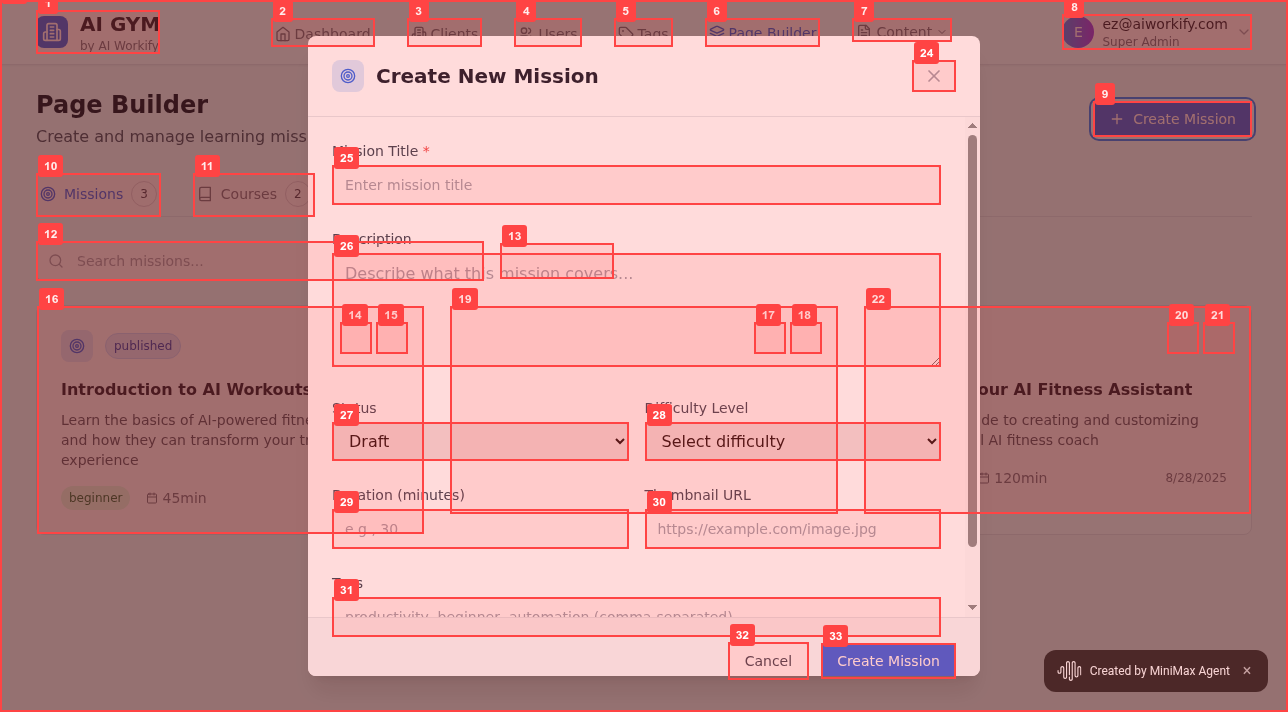 1
AI GYM
by AI Workify
2
Dashboard
3
Clients
4
Users
5
Tags
6
Page Builder
7
Content
8
E
ez@aiworkify.com
Super Admin
Page Builder
Create and manage learning miss
9
Create Mission
10
Missions 3
11
Courses 2
12
Search missions...
13
14
15
16
published
Introduction to AI Workouts
Learn the basics of AI-powered fitne
and how they can transform your tr
experience
beginner
45min
17
18
19
20
21
22
our AI Fitness Assistant
de to creating and customizing
l AI fitness coach
120min
8/28/2025
Create New Mission
24
Mission Title *
25
Enter mission title
Description
26
Describe what this mission covers...
Status
27
Draft
Difficulty Level
28
Select difficulty
Duration (minutes)
29
e.g., 30
Thumbnail URL
30
https://example.com/image.jpg
Tags
31
productivity, beginner, automation (comma separated)
32
Cancel
33
Create Mission
Created by MiniMax Agent ×